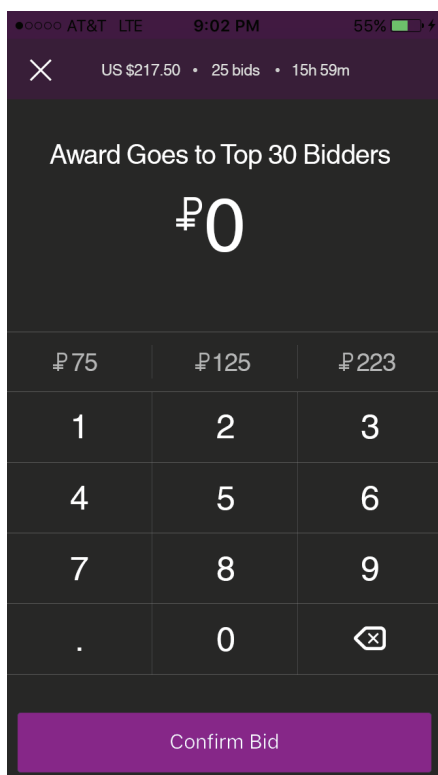 AT&T LTE 9:02 PM 55%
US $217.50 • 25 bids • 15h 59m
Award Goes to Top 30 Bidders
₽0
₽75 ₽125 ₽223
1 2 3
4 5 6
7 8 9
. 0
Confirm Bid